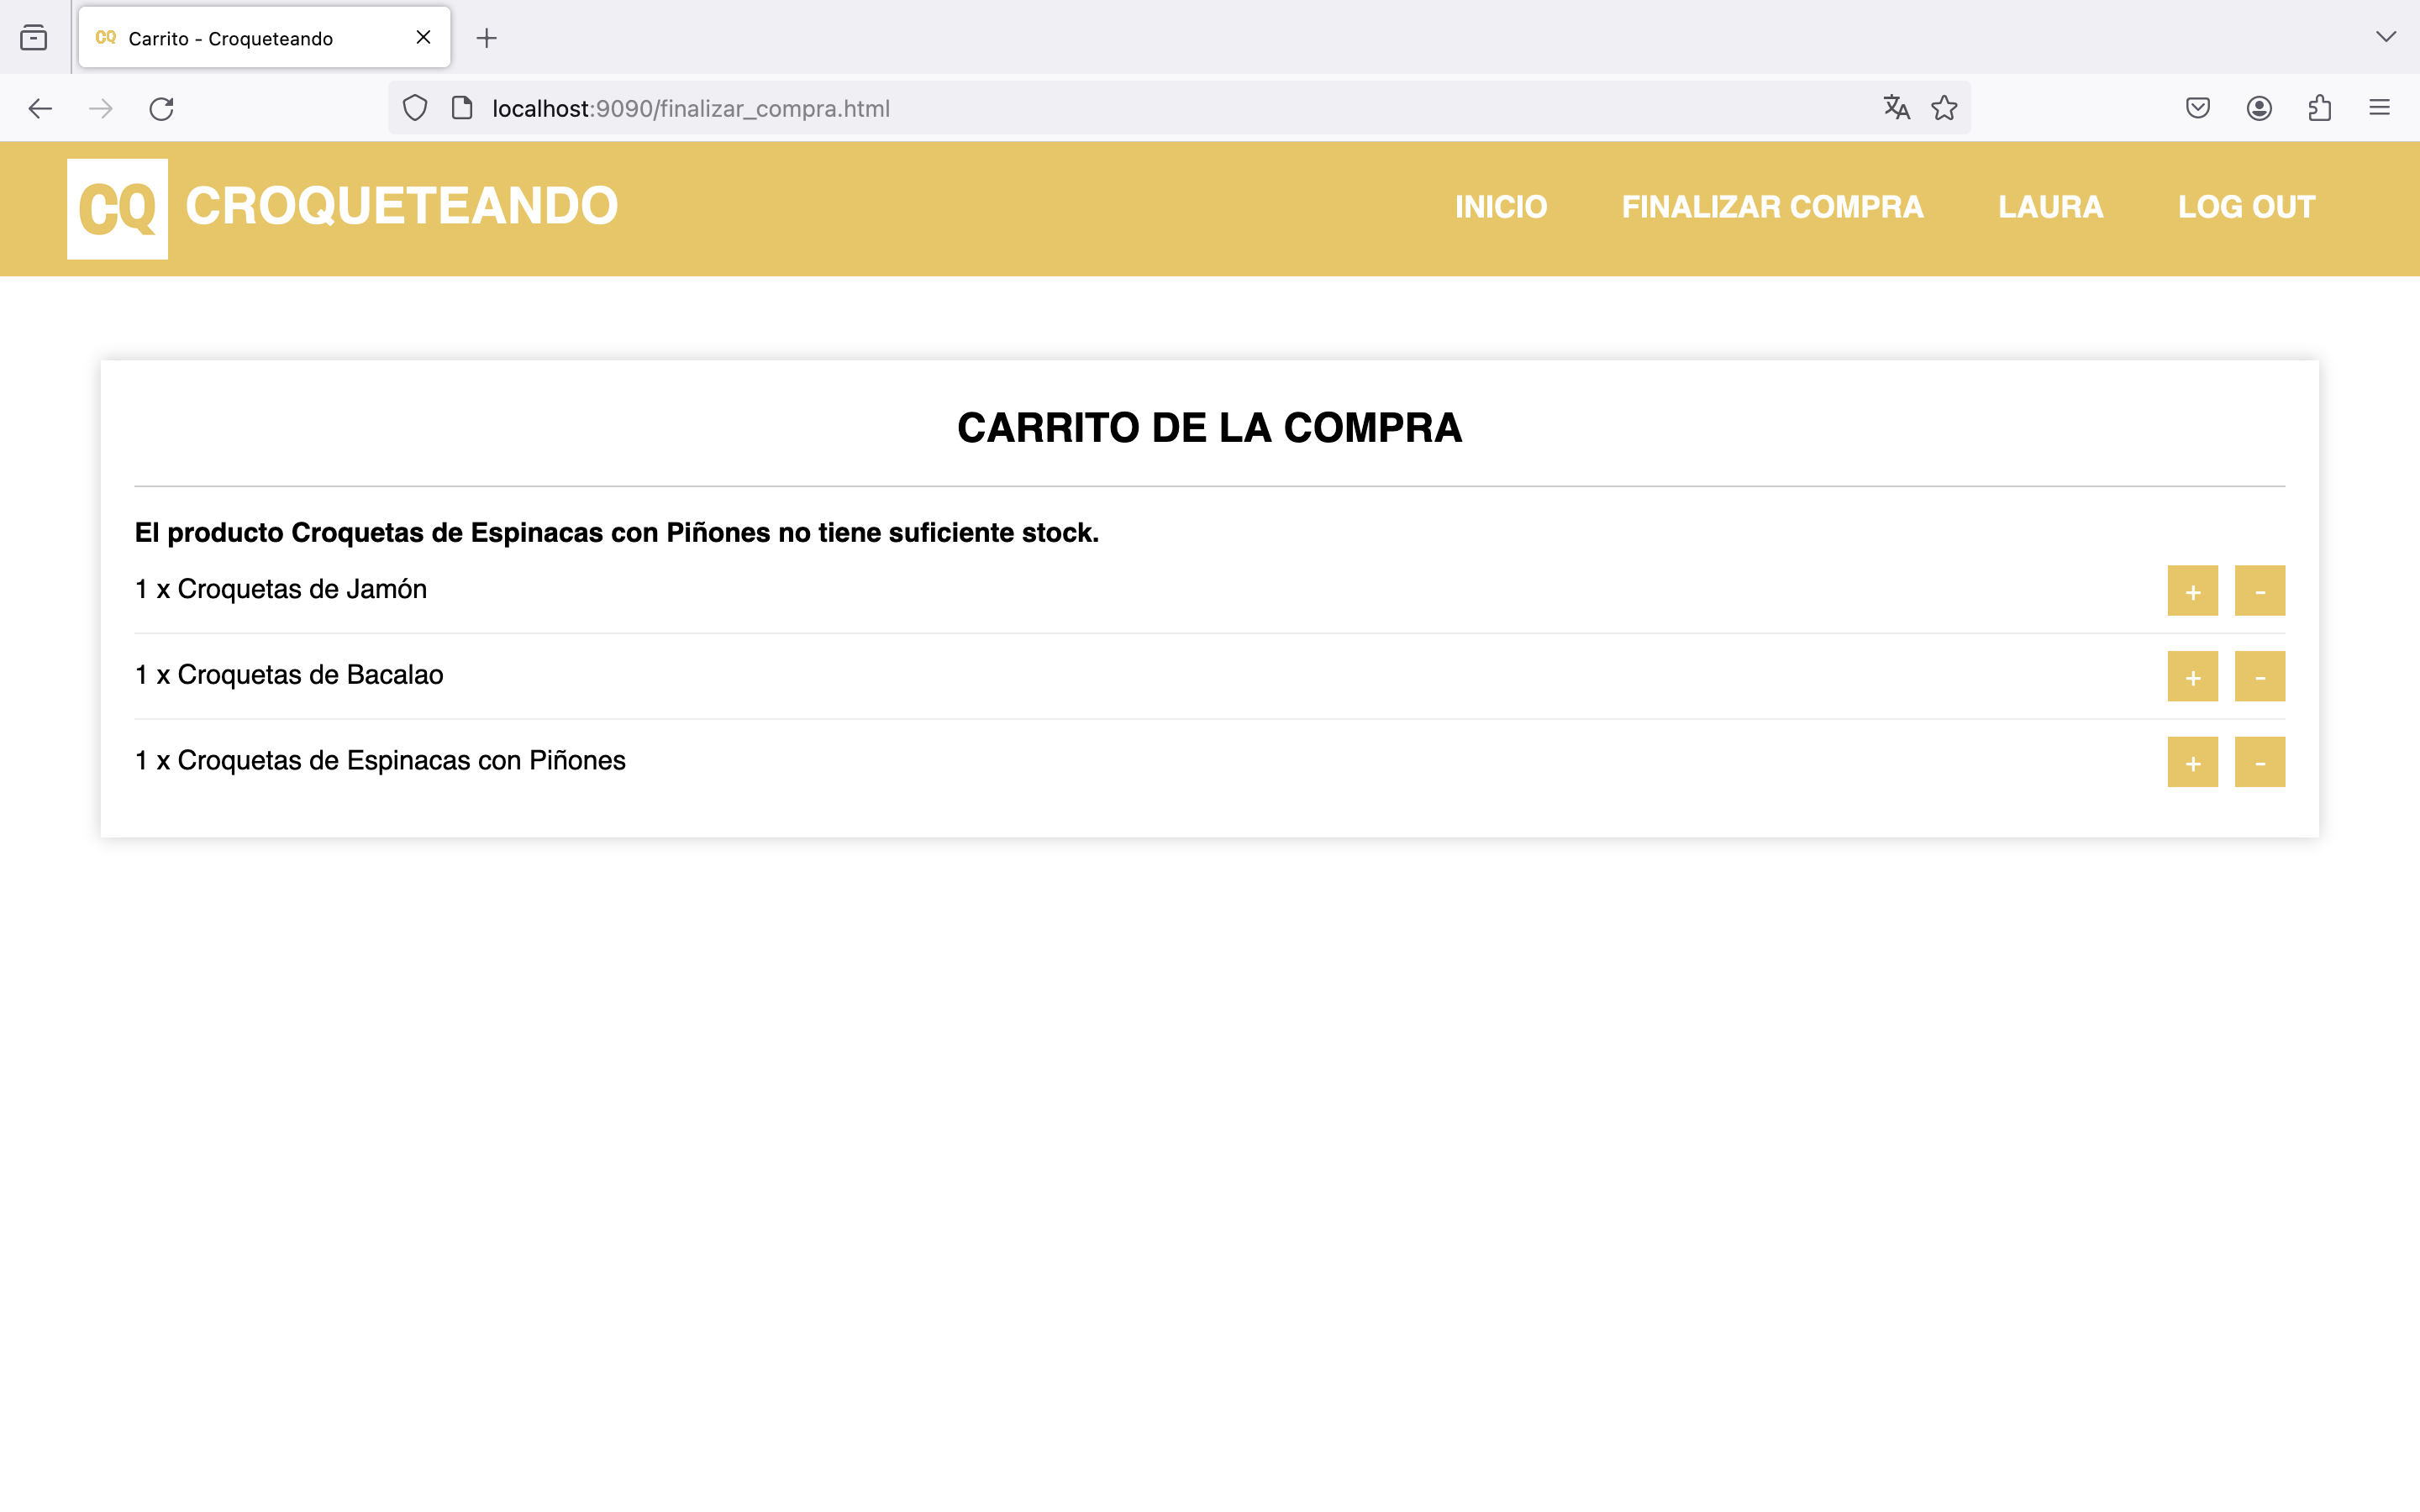 CQ Carrito - Croqueteando
localhost:9090/finalizar_compra.html
CQ CROQUETEANDO INICIO FINALIZAR COMPRA LAURA LOG OUT
CARRITO DE LA COMPRA
El producto Croquetas de Espinacas con Piñones no tiene suficiente stock.
1 x Croquetas de Jamón + -
1 x Croquetas de Bacalao + -
1 x Croquetas de Espinacas con Piñones + -